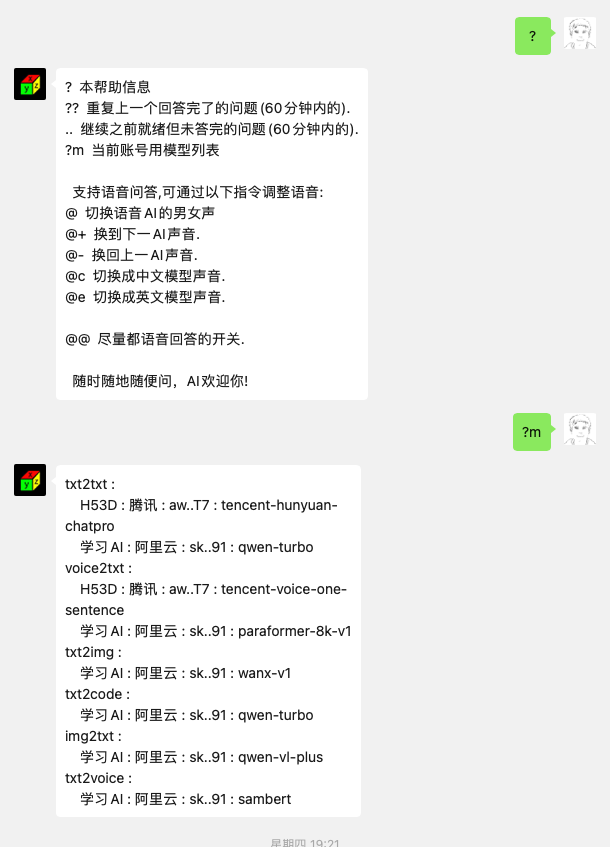 ?
? 本帮助信息
?? 重复上一个回答完了的问题(60分钟内的).
.. 继续之前就绪但未答完的问题(60分钟内的).
?m 当前账号用模型列表
支持语音问答,可通过以下指令调整语音:
@ 切换语音AI的男女声
@+ 换到下一AI声音.
@- 换回上一AI声音.
@c 切换成中文模型声音.
@e 切换成英文模型声音.
@@ 尽量都语音回答的开关.
随时随地随便问，AI欢迎你!
?m
txt2txt :
H53D : 腾讯 : aw..T7 : tencent-hunyuan-
chatpro
学习AI : 阿里云 : sk..91 : qwen-turbo
voice2txt :
H53D : 腾讯 : aw..T7 : tencent-voice-one-
sentence
学习AI : 阿里云 : sk..91 : paraformer-8k-v1
txt2img :
学习AI : 阿里云 : sk..91 : wanx-v1
txt2code :
学习AI : 阿里云 : sk..91 : qwen-turbo
img2txt :
学习AI : 阿里云 : sk..91 : qwen-vl-plus
txt2voice :
学习AI : 阿里云 : sk..91 : sambert
星期四 19:21